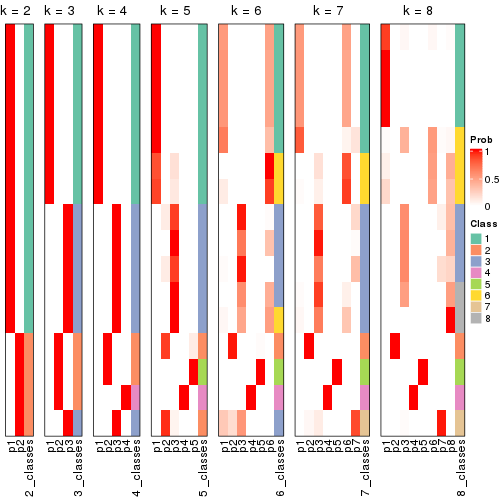 k = 2 k = 3 k = 4 k = 5 k = 6 k = 7 k = 8
Prob
1
0.5
0
Class
1
2
3
4
5
6
7
8
p1 p2 2_classes
p1 p2 p3 3_classes
p1 p2 p3 p4 4_classes
p1 p2 p3 p4 p5 5_classes
p1 p2 p3 p4 p5 p6 6_classes
p1 p2 p3 p4 p5 p6 p7 7_classes
p1 p2 p3 p4 p5 p6 p7 p8 8_classes